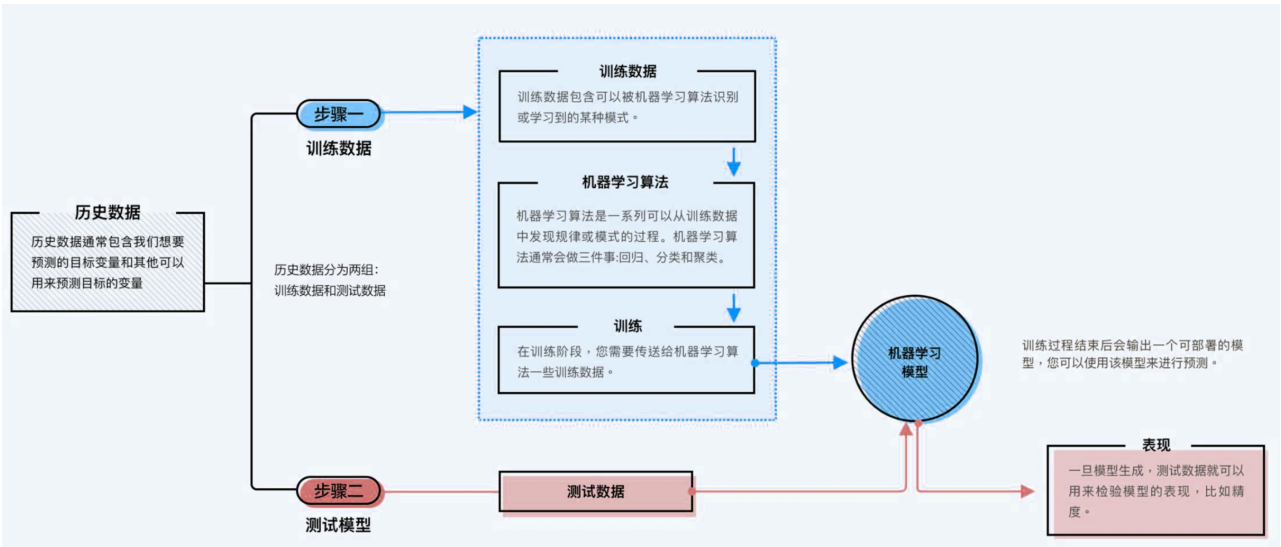 历史数据
历史数据通常包含我们想要
预测的目标变量和其他可以
用来预测目标的变量
历史数据分为两组：
训练数据和测试数据
步骤一
训练数据
训练数据
训练数据包含可以被机器学习算法识别
或学习到的某种模式。
机器学习算法
机器学习算法是一系列可以从训练数据
中发现规律或模式的过程。机器学习算
法通常会做三件事:回归、分类和聚类。
训练
在训练阶段，您需要传送给机器学习算
法一些训练数据。
机器学习
模型
训练过程结束后会输出一个可部署的模
型，您可以使用该模型来进行预测。
步骤二
测试模型
测试数据
表现
一旦模型生成，测试数据就可以
用来检验模型的表现，比如精
度。